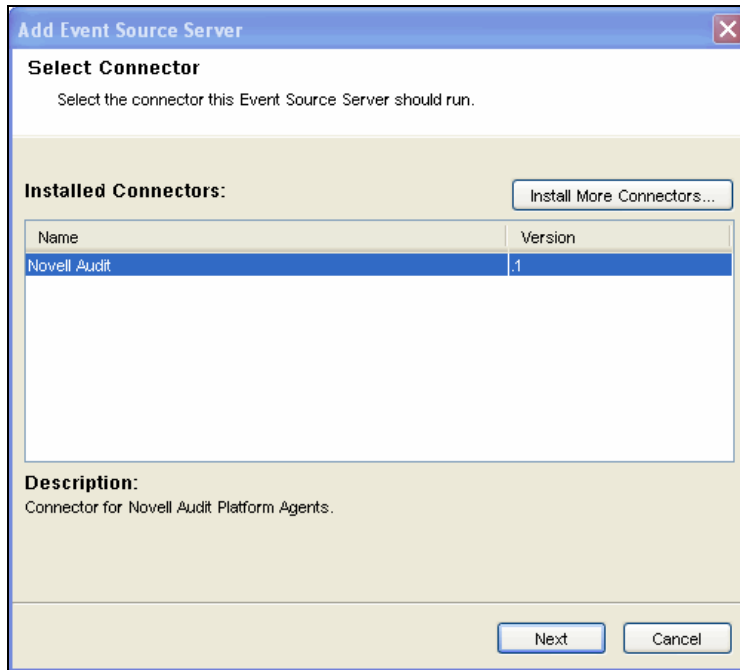 Add Event Source Server
Select Connector
Select the connector this Event Source Server should run.
Installed Connectors:
Install More Connectors...
Name Version
Novell Audit .1
Description:
Connector for Novell Audit Platform Agents.
Next Cancel